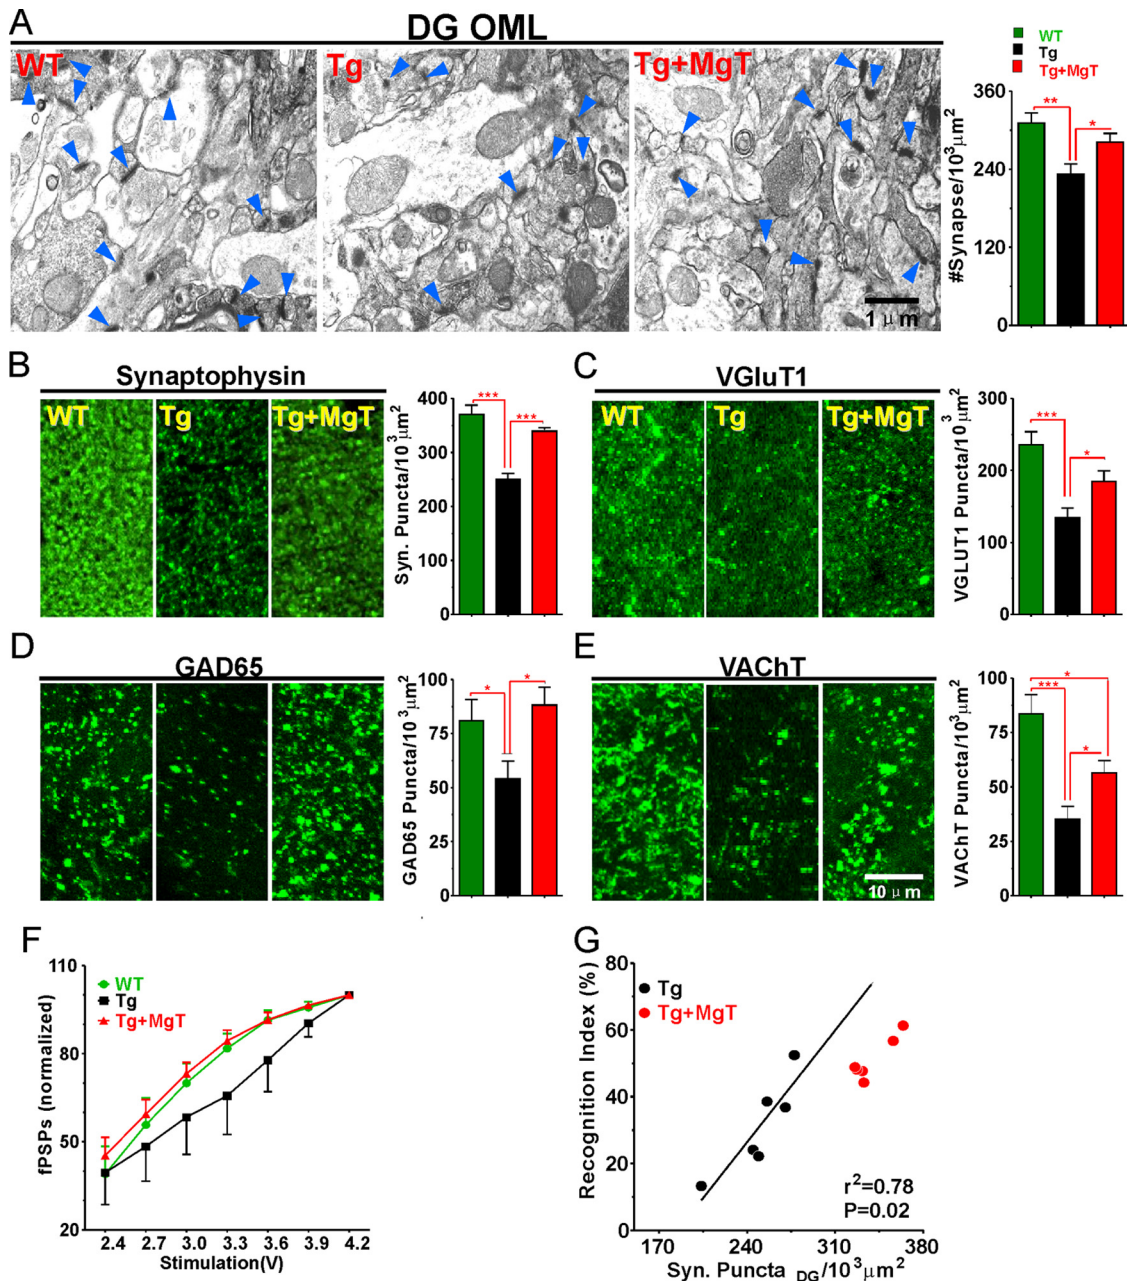 A
DG OML
WT
Tg
Tg+MgT
1 μm
WT
Tg
Tg+MgT
#Synapse/10³μm²
360
240
120
0
**
*
B
Synaptophysin
WT
Tg
Tg+MgT
Syn. Puncta/10³μm²
400
300
200
100
0
***
***
C
VGluT1
WT
Tg
Tg+MgT
VGLUT1 Puncta/10³μm²
300
200
100
0
***
*
D
GAD65
GAD65 Puncta/10³μm²
100
75
50
25
0
*
*
E
VAChT
10 μm
VAChT Puncta/10³μm²
100
75
50
25
0
*
***
*
F
fPSPs (normalized)
110
80
50
20
WT
Tg
Tg+MgT
2.4 2.7 3.0 3.3 3.6 3.9 4.2
Stimulation(V)
G
Recognition Index (%)
80
60
40
20
0
Tg
Tg+MgT
r²=0.78
P=0.02
170 240 310 380
Syn. Puncta DG/10³μm²